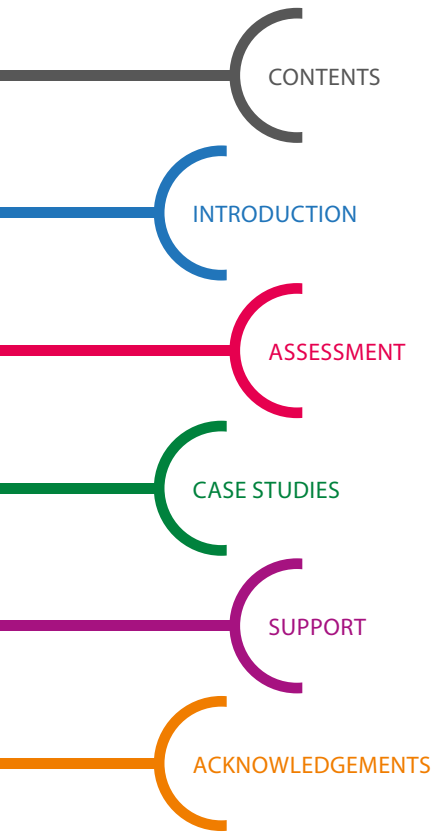 CONTENTS
INTRODUCTION
ASSESSMENT
CASE STUDIES
SUPPORT
ACKNOWLEDGEMENTS